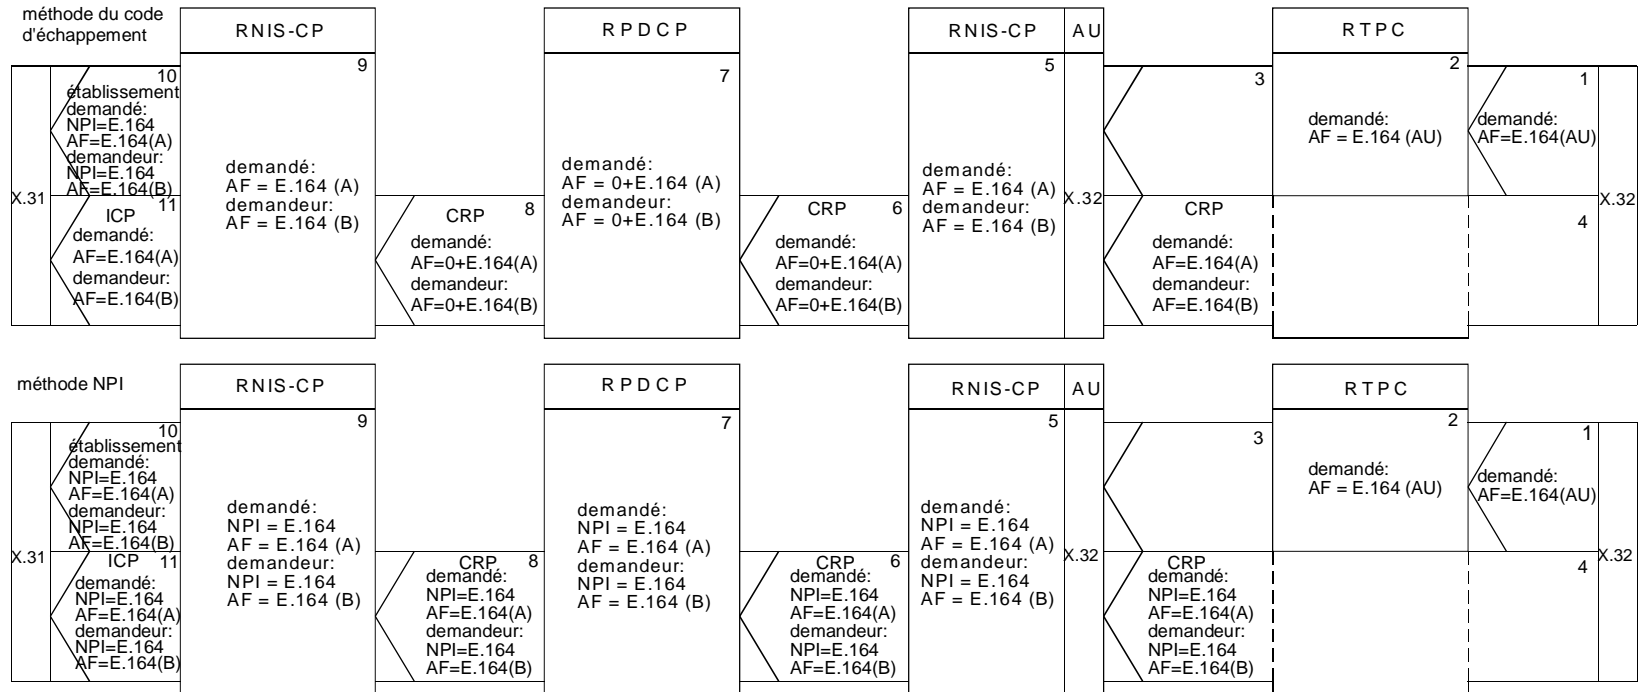 méthode du code
d'échappement
RNIS-CP
RPDCP
RNIS-CP
AU
RTPC
X.31
10
établissement
demandé:
NPI=E.164
AF=E.164(A)
demandeur:
NPI=E.164
AF=E.164(B)
11
ICP
demandé:
AF=E.164(A)
demandeur:
AF=E.164(B)
9
demandé:
AF = E.164 (A)
demandeur:
AF = E.164 (B)
8
CRP
demandé:
AF=0+E.164(A)
demandeur:
AF=0+E.164(B)
7
demandé:
AF = 0+E.164 (A)
demandeur:
AF = 0+E.164 (B)
6
CRP
demandé:
AF=0+E.164(A)
demandeur:
AF=0+E.164(B)
5
demandé:
AF = E.164 (A)
demandeur:
AF = E.164 (B)
X.32
3
CRP
demandé:
AF=E.164(A)
demandeur:
AF=E.164(B)
2
demandé:
AF = E.164 (AU)
1
demandé:
AF=E.164(AU)
4
X.32
méthode NPI
RNIS-CP
RPDCP
RNIS-CP
AU
RTPC
X.31
10
établissement
demandé:
NPI=E.164
AF=E.164(A)
demandeur:
NPI=E.164
AF=E.164(B)
ICP
11
demandé:
NPI=E.164
AF=E.164(A)
demandeur:
NPI=E.164
AF=E.164(B)
9
demandé:
NPI = E.164
AF = E.164 (A)
demandeur:
NPI = E.164
AF = E.164 (B)
CRP
8
demandé:
NPI=E.164
AF=E.164(A)
demandeur:
NPI=E.164
AF=E.164(B)
7
demandé:
NPI = E.164
AF = E.164 (A)
demandeur:
NPI = E.164
AF = E.164 (B)
CRP
6
demandé:
NPI=E.164
AF=E.164(A)
demandeur:
NPI=E.164
AF=E.164(B)
5
demandé:
NPI = E.164
AF = E.164 (A)
demandeur:
NPI = E.164
AF = E.164 (B)
X.32
3
CRP
demandé:
NPI=E.164
AF=E.164(A)
demandeur:
NPI=E.164
AF=E.164(B)
2
demandé:
AF = E.164 (AU)
1
demandé:
AF=E.164(AU)
4
X.32